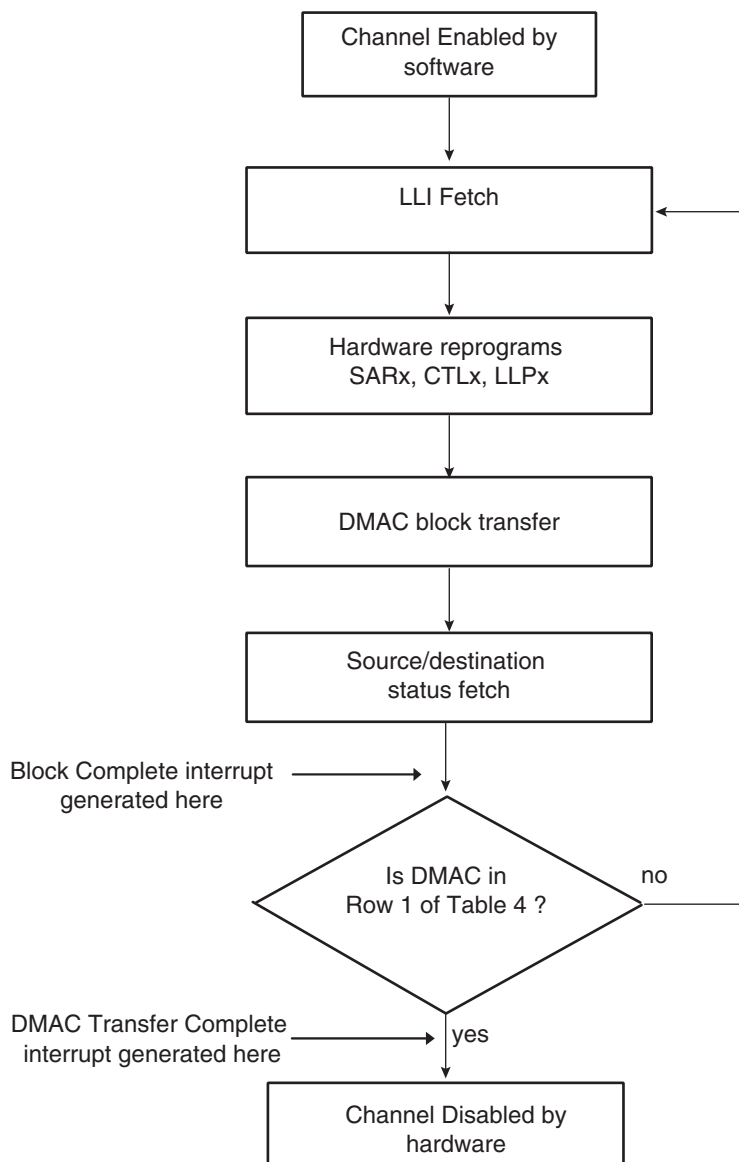 Channel Enabled by
software
LLI Fetch
Hardware reprograms
SARx, CTLx, LLPx
DMAC block transfer
Source/destination
status fetch
Block Complete interrupt
generated here
Is DMAC in
Row 1 of Table 4 ?
no
DMAC Transfer Complete
interrupt generated here
yes
Channel Disabled by
hardware